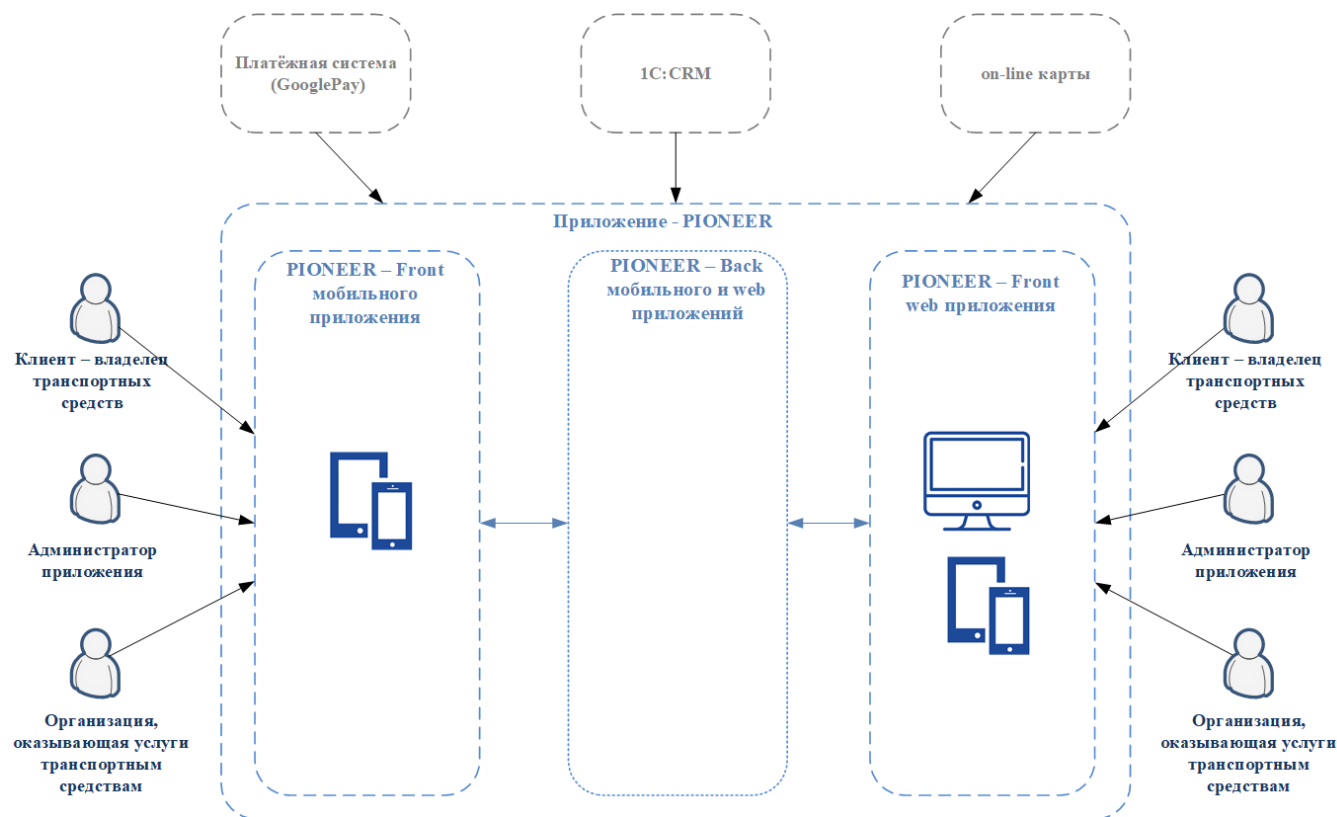 Платёжная система
(GooglePay)
1C:CRM
on-line карты
Приложение - PIONEER
PIONEER – Front
мобильного
приложения
PIONEER – Back
мобильного и web
приложений
PIONEER – Front
web приложения
Клиент – владелец
транспортных
средств
Администратор
приложения
Организация,
оказывающая услуги
транспортным
средствам
Клиент – владелец
транспортных
средств
Администратор
приложения
Организация,
оказывающая услуги
транспортным
средствам